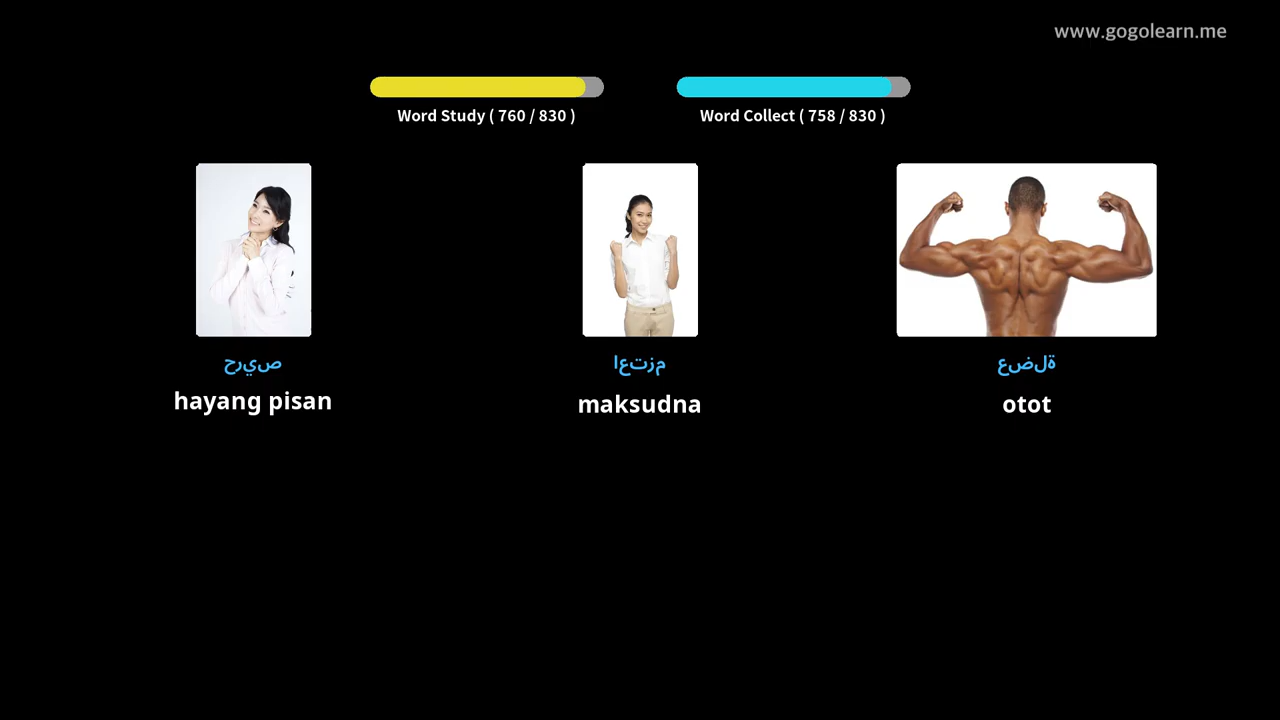 www.gogolearn.me
Word Study ( 760 / 830 )
Word Collect ( 758 / 830 )
حريص
اعتزم
عضلة
hayang pisan
maksudna
otot